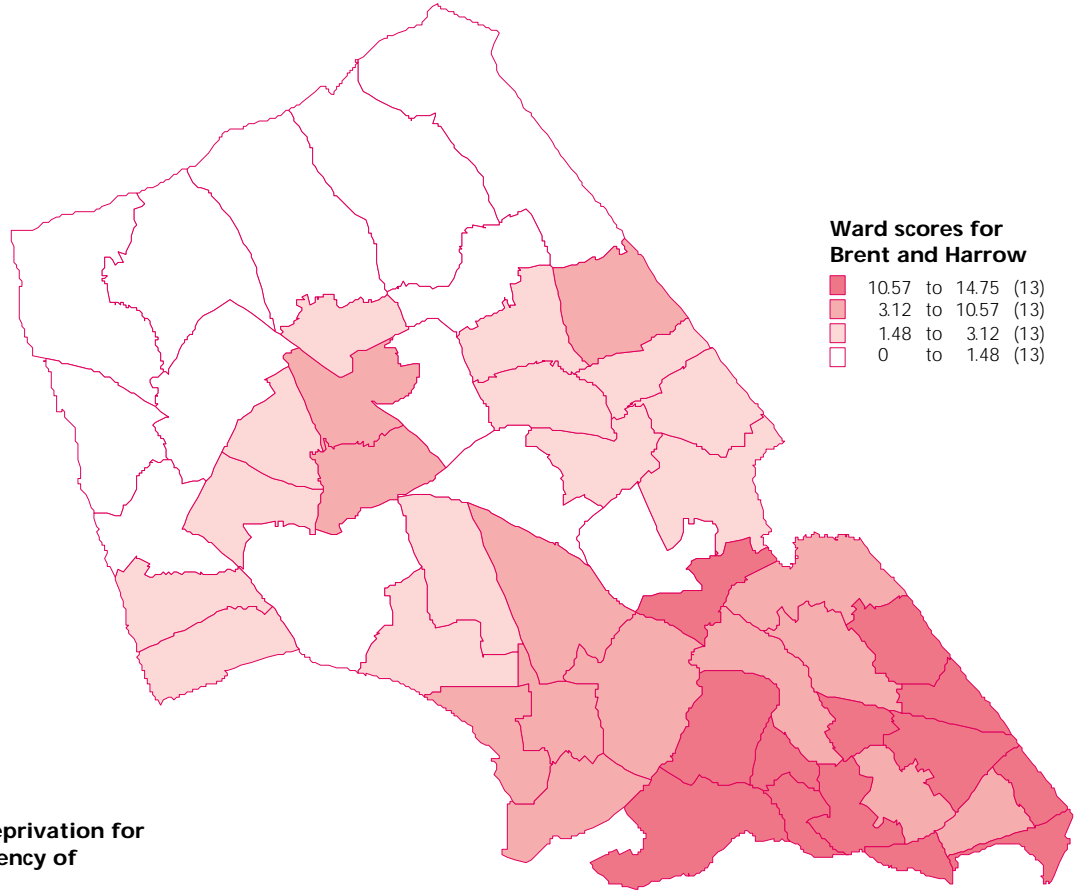 Ward scores for
Brent and Harrow
10.57 to 14.75 (13)
3.12 to 10.57 (13)
1.48 to 3.12 (13)
0 to 1.48 (13)
eprivation for
ency of